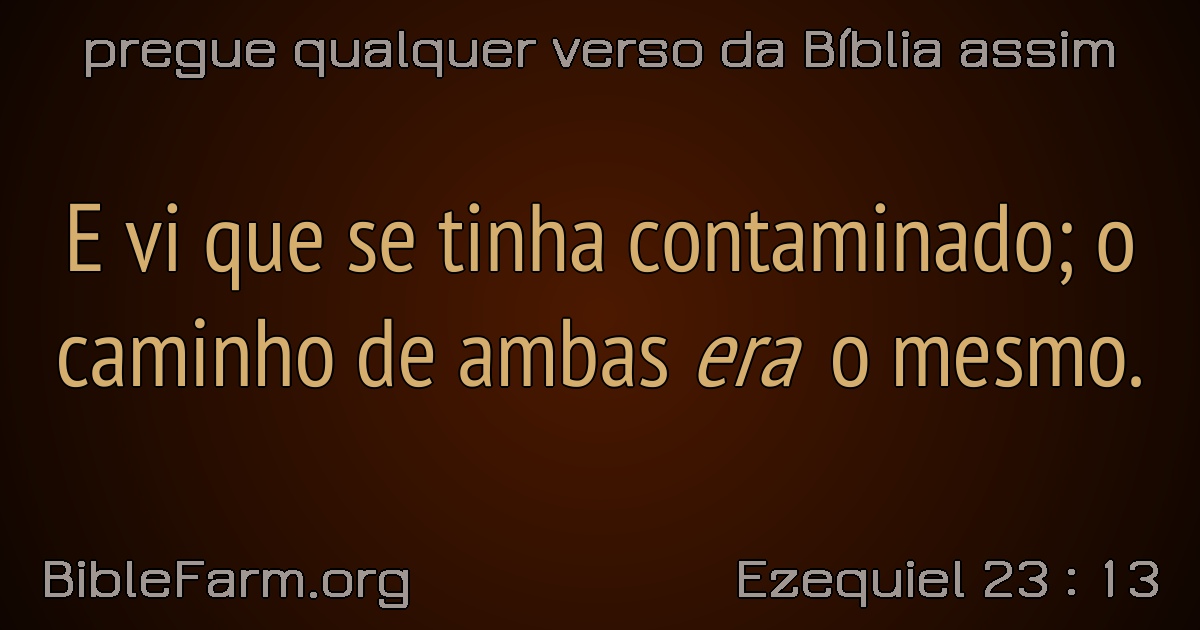 pregue qualquer verso da Bíblia assim
E vi que se tinha contaminado; o
caminho de ambas era o mesmo.
BibleFarm.org
Ezequiel 23 : 13